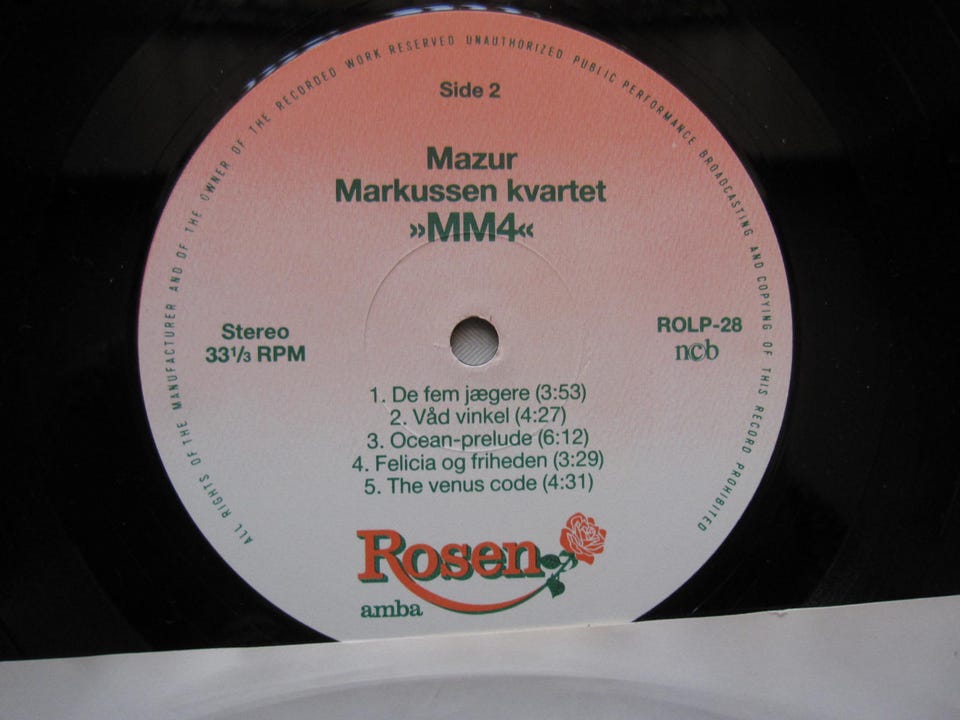 ALL RIGHTS OF THE MANUFACTURER AND OF THE OWNER OF THE RECORDED WORK RESERVED UNAUTHORIZED PUBLIC PERFORMANCE BROADCASTING AND COPYING OF THIS RECORD PROHIBITED
Side 2
Mazur
Markussen kvartet
»MM4«
Stereo
33 1/3 RPM
ROLP-28
ncb
1. De fem jægere (3:53)
2. Våd vinkel (4:27)
3. Ocean-prelude (6:12)
4. Felicia og friheden (3:29)
5. The venus code (4:31)
Rosen
amba